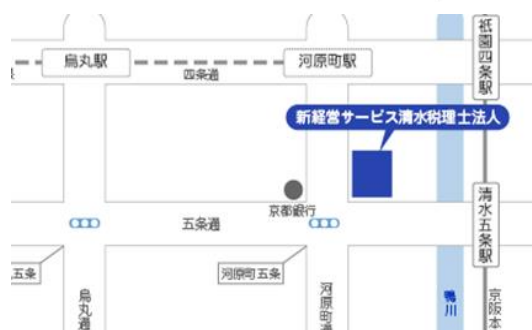 祇園四条駅
烏丸駅
河原町駅
四条通
新経営サービス清水税理士法人
京都銀行
五条通
清水五条駅
五条
河原町五条
烏丸通
河原町通
鴨川
京阪本